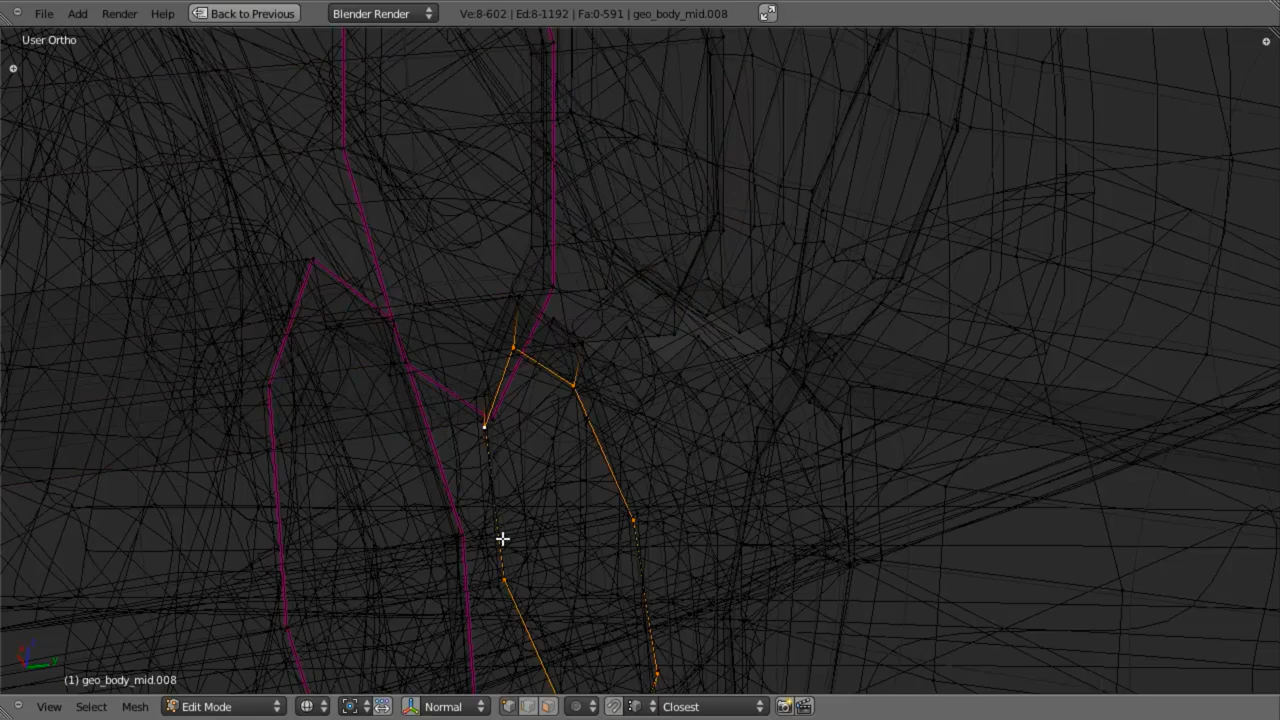 File Add Render Help Back to Previous Blender Render Ve:8-602 | Ed:8-1192 | Fa:0-591 | geo_body_mid.008
User Ortho
y
(1) geo_body_mid.008
View Select Mesh Edit Mode Normal Closest